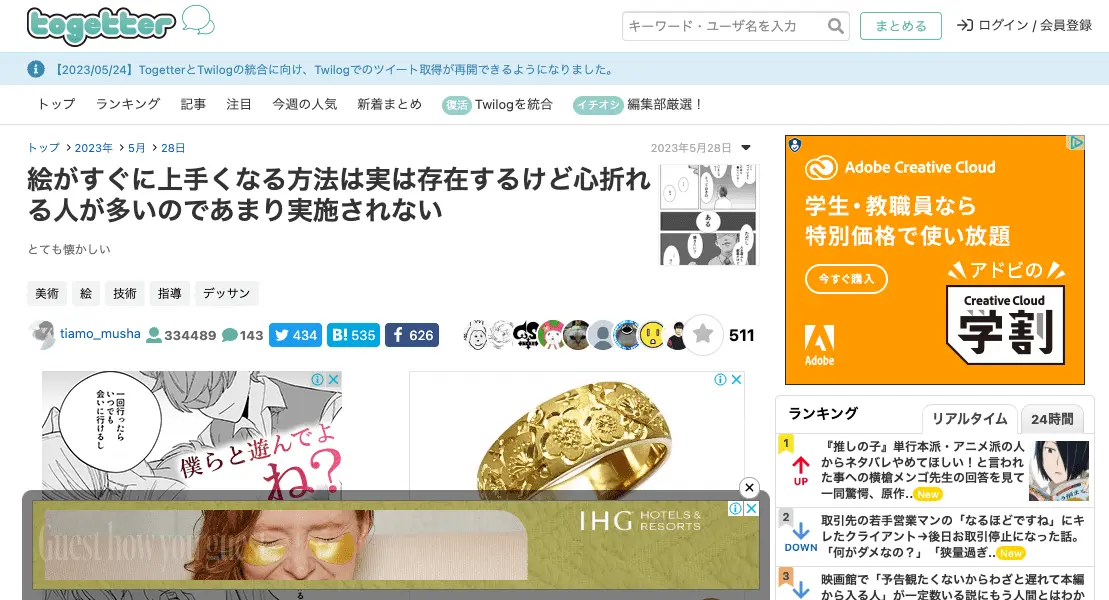 togetter
キーワード・ユーザ名を入力
まとめる
ログイン / 会員登録
【2023/05/24】TogetterとTwilogの統合に向け、Twilogでのツイート取得が再開できるようになりました。
トップ ランキング 記事 注目 今週の人気 新着まとめ 復活 Twilogを統合 イチオシ 編集部厳選！
トップ 2023年 5月 28日
2023年5月28日
絵がすぐに上手くなる方法は実は存在するけど心折れ
る人が多いのであまり実施されない
とても懐かしい
ある
美術 絵 技術 指導 デッサン
tiamo_musha 334489 143 434 B! 535 626 511
一回行ったら
いつでも
会いに行けるし
僕らと遊んでよ
ね?
Guest how you gue
IHG HOTELS &
RESORTS
Adobe Creative Cloud
学生・教職員なら
特別価格で使い放題
今すぐ購入
アドビの
Creative Cloud
学割
Adobe
ランキング
リアルタイム
24時間
1
UP
『推しの子』単行本派・アニメ派の人
からネタバレやめてほしい！と言われ
た事への横槍メンゴ先生の回答を見て
一同驚愕、原作.. New
2
DOWN
取引先の若手営業マンの「なるほどですね」にキ
レたクライアント→後日お取引停止になった話。
「何がダメなの？」「狭量過ぎ.. New
3
映画館で「予告観たくないからわざと遅れて本編
から入る人」が一定数いる説にもう人間とはわか